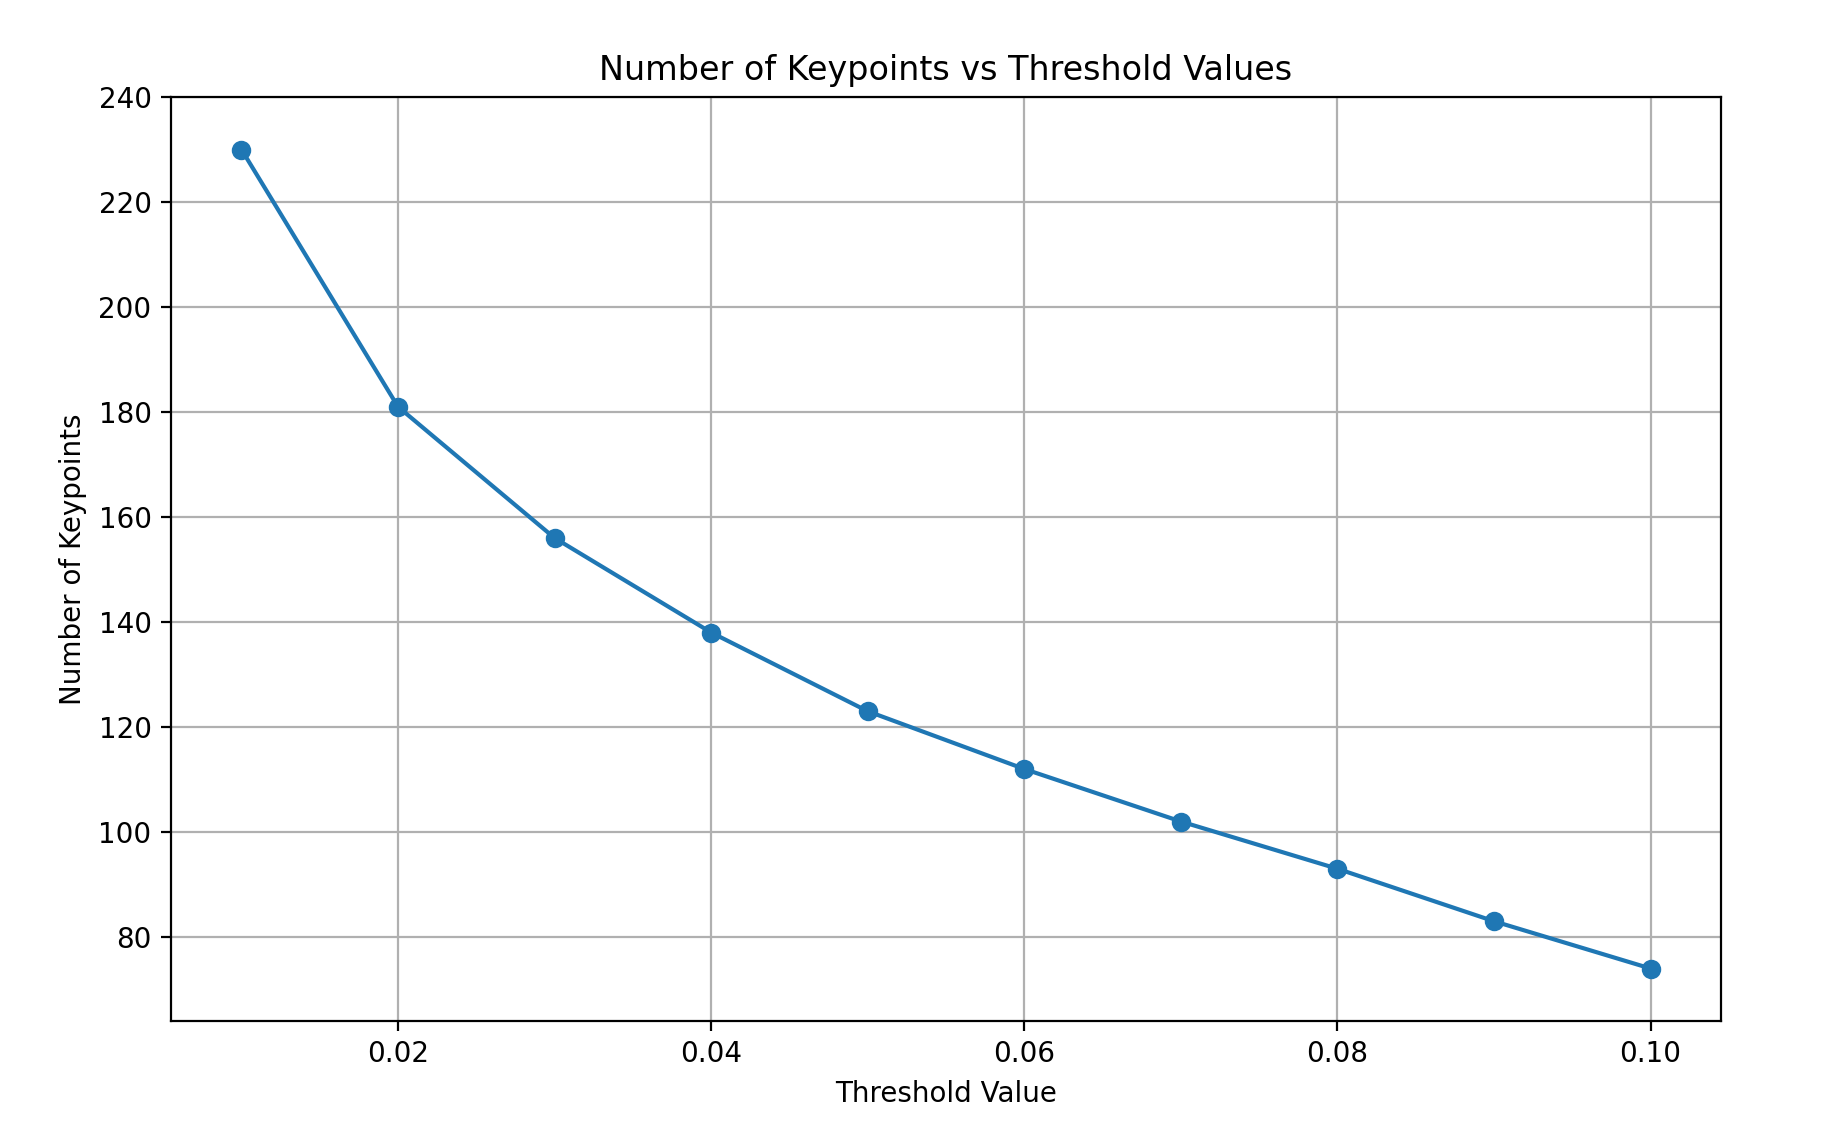 Number of Keypoints vs Threshold Values
240
220
200
180
160
140
120
100
80
Number of Keypoints
0.02 0.04 0.06 0.08 0.10
Threshold Value